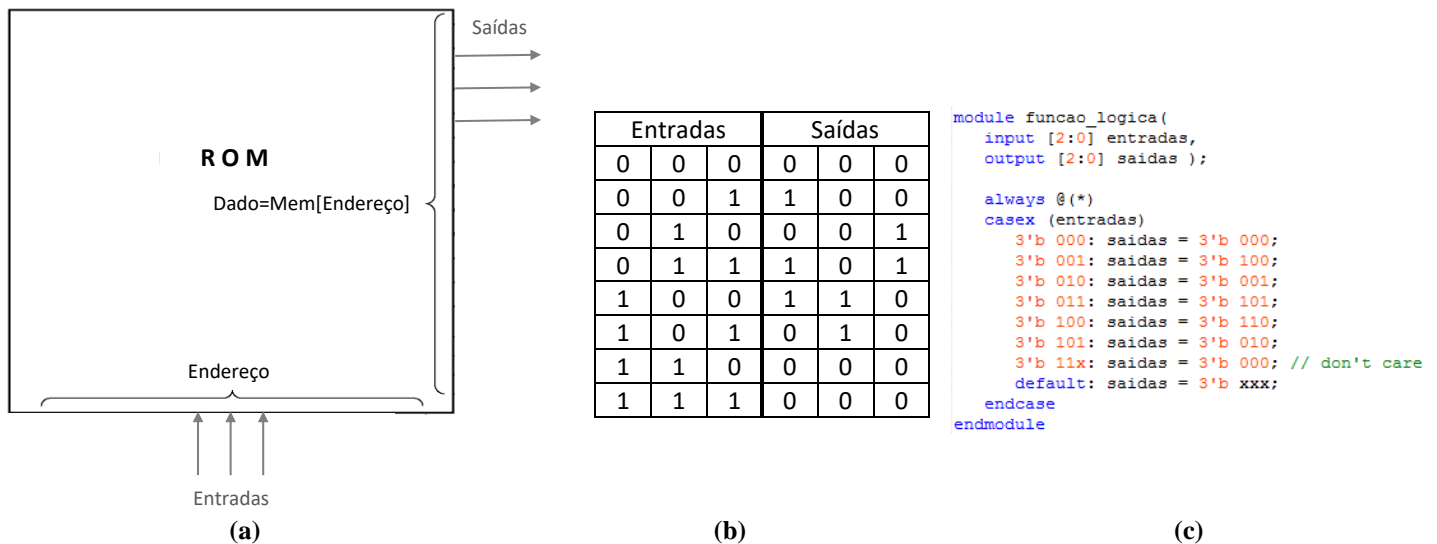 Saídas
R O M
Dado=Mem[Endereço]
Endereço
Entradas
(a)
Entradas Saídas
0 0 0 0 0 0
0 0 1 1 0 0
0 1 0 0 0 1
0 1 1 1 0 1
1 0 0 1 1 0
1 0 1 0 1 0
1 1 0 0 0 0
1 1 1 0 0 0
(b)
module funcao_logica(
input [2:0] entradas,
output [2:0] saidas );
always @(*)
casex (entradas)
3'b 000: saidas = 3'b 000;
3'b 001: saidas = 3'b 100;
3'b 010: saidas = 3'b 001;
3'b 011: saidas = 3'b 101;
3'b 100: saidas = 3'b 110;
3'b 101: saidas = 3'b 010;
3'b 11x: saidas = 3'b 000; // don't care
default: saidas = 3'b xxx;
endcase
endmodule
(c)